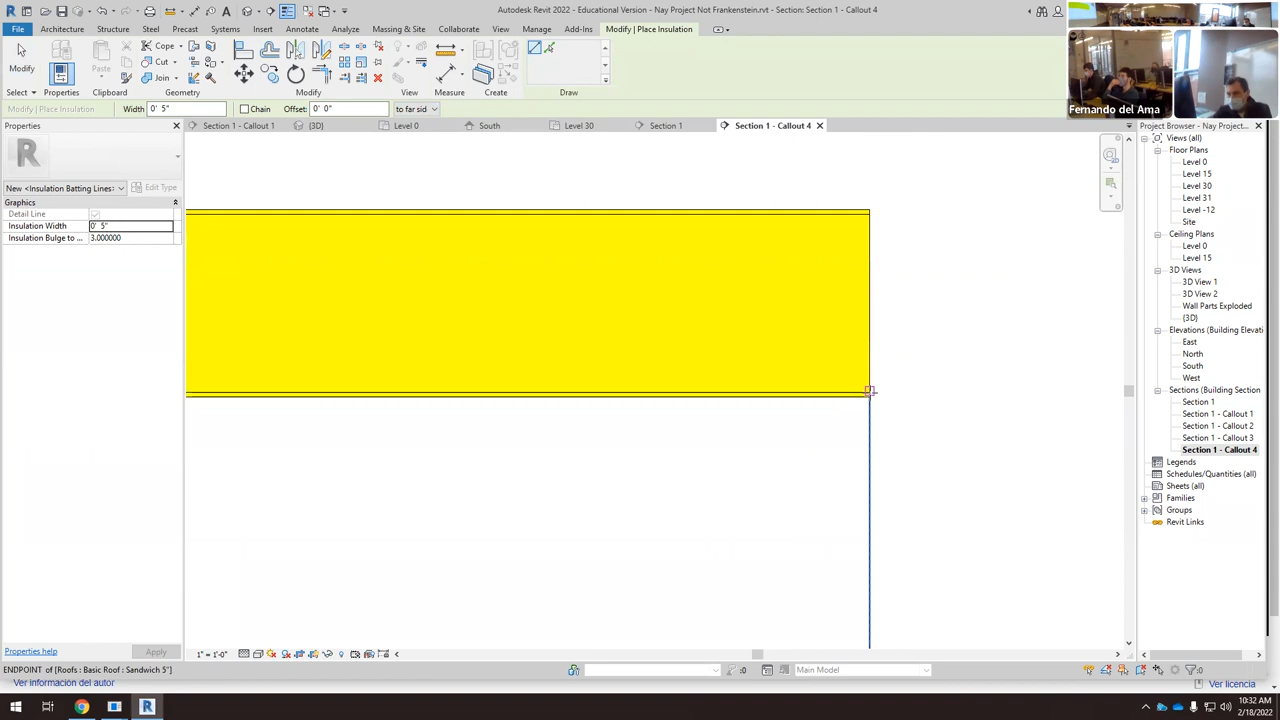 Autodesk Revit 2022 - Educational Version - Nay Project Not Frankenstein.rvt - Section: Section 1 - Callout 4
File Architecture Structure Steel Precast Systems Insert Annotate Analyze Massing & Site Collaborate View Manage Add-Ins Modify | Place Insulation
Modify
Paste
Cope
Cut
Join
Select Properties Clipboard Geometry Modify View Measure Create Draw
Fernando del Ama
Modify | Place Insulation Width 0' 5" Chain Offset: 0' 0" to far sid
Properties
Section 1 - Callout 1 {3D} Level 0 South Level 30 Section 1 Section 1 - Callout 4
New <Insulation Batting Lines> Edit Type
Graphics
Detail Line
Insulation Width 0' 5"
Insulation Bulge to ... 3.000000
Project Browser - Nay Project...
Views (all)
Floor Plans
Level 0
Level 15
Level 30
Level 31
Level -12
Site
Ceiling Plans
Level 0
Level 15
3D Views
3D View 1
3D View 2
Wall Parts Exploded
{3D}
Elevations (Building Elevati
East
North
South
West
Sections (Building Section
Section 1
Section 1 - Callout 1
Section 1 - Callout 2
Section 1 - Callout 3
Section 1 - Callout 4
Legends
Schedules/Quantities (all)
Sheets (all)
Families
Groups
Revit Links
Properties help Apply
1" = 1'-0"
ENDPOINT of [Roofs : Basic Roof : Sandwich 5"]
:0 Main Model :0
Ver información del autor Ver licencia
10:32 AM
2/18/2022